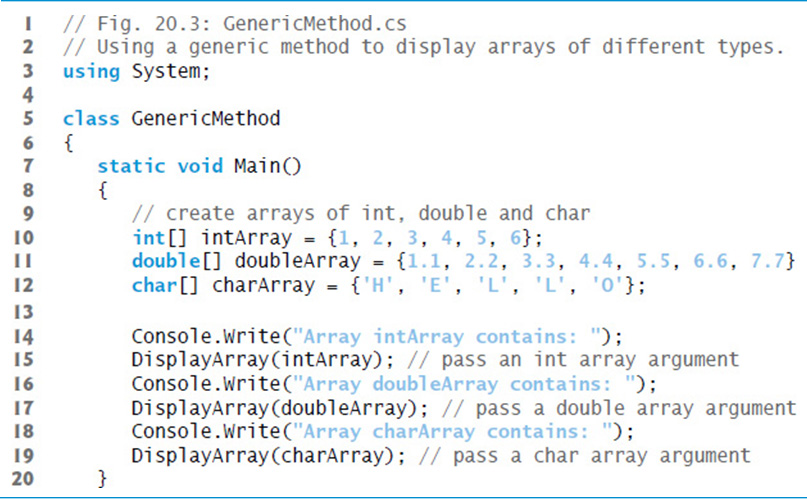 1 // Fig. 20.3: GenericMethod.cs
2 // Using a generic method to display arrays of different types.
3 using System;
4
5 class GenericMethod
6 {
7 static void Main()
8 {
9 // create arrays of int, double and char
10 int[] intArray = {1, 2, 3, 4, 5, 6};
11 double[] doubleArray = {1.1, 2.2, 3.3, 4.4, 5.5, 6.6, 7.7}
12 char[] charArray = {'H', 'E', 'L', 'L', 'O'};
13
14 Console.Write("Array intArray contains: ");
15 DisplayArray(intArray); // pass an int array argument
16 Console.Write("Array doubleArray contains: ");
17 DisplayArray(doubleArray); // pass a double array argument
18 Console.Write("Array charArray contains: ");
19 DisplayArray(charArray); // pass a char array argument
20 }